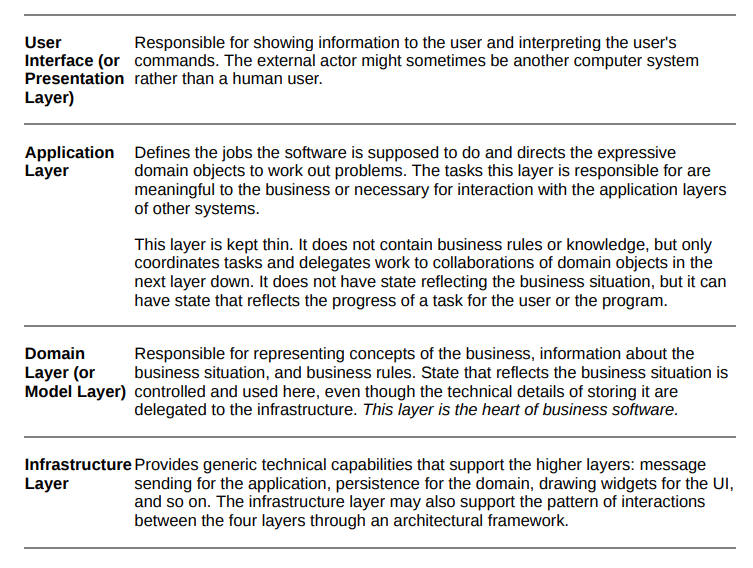 User
Interface (or
Presentation
Layer)
Responsible for showing information to the user and interpreting the user's
commands. The external actor might sometimes be another computer system
rather than a human user.
Application
Layer
Defines the jobs the software is supposed to do and directs the expressive
domain objects to work out problems. The tasks this layer is responsible for are
meaningful to the business or necessary for interaction with the application layers
of other systems.
This layer is kept thin. It does not contain business rules or knowledge, but only
coordinates tasks and delegates work to collaborations of domain objects in the
next layer down. It does not have state reflecting the business situation, but it can
have state that reflects the progress of a task for the user or the program.
Domain
Layer (or
Model Layer)
Responsible for representing concepts of the business, information about the
business situation, and business rules. State that reflects the business situation is
controlled and used here, even though the technical details of storing it are
delegated to the infrastructure. This layer is the heart of business software.
Infrastructure
Layer
Provides generic technical capabilities that support the higher layers: message
sending for the application, persistence for the domain, drawing widgets for the UI,
and so on. The infrastructure layer may also support the pattern of interactions
between the four layers through an architectural framework.